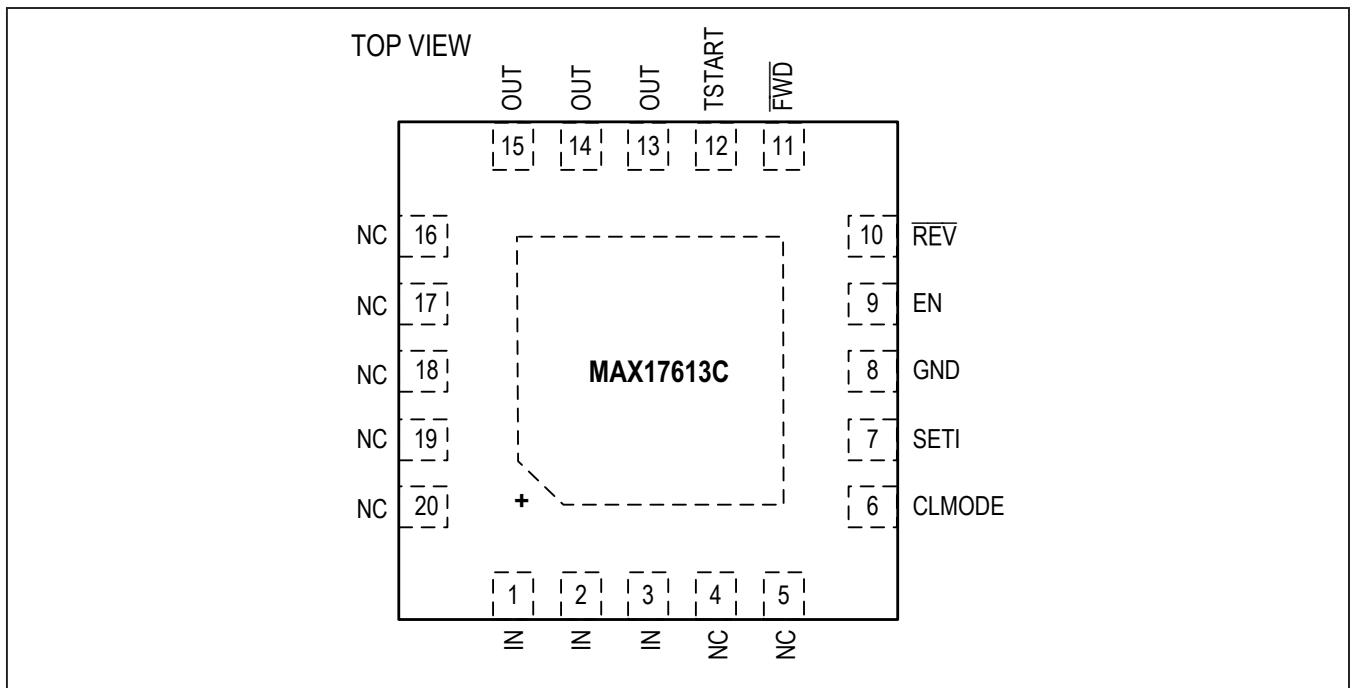 TOP VIEW
OUT OUT OUT TSTART F̅W̅D̅
15 14 13 12 11
NC 16 10 R̅E̅V̅
NC 17 9 EN
NC 18 MAX17613C 8 GND
NC 19 7 SETI
NC 20 + 6 CLMODE
1 2 3 4 5
IN IN IN NC NC